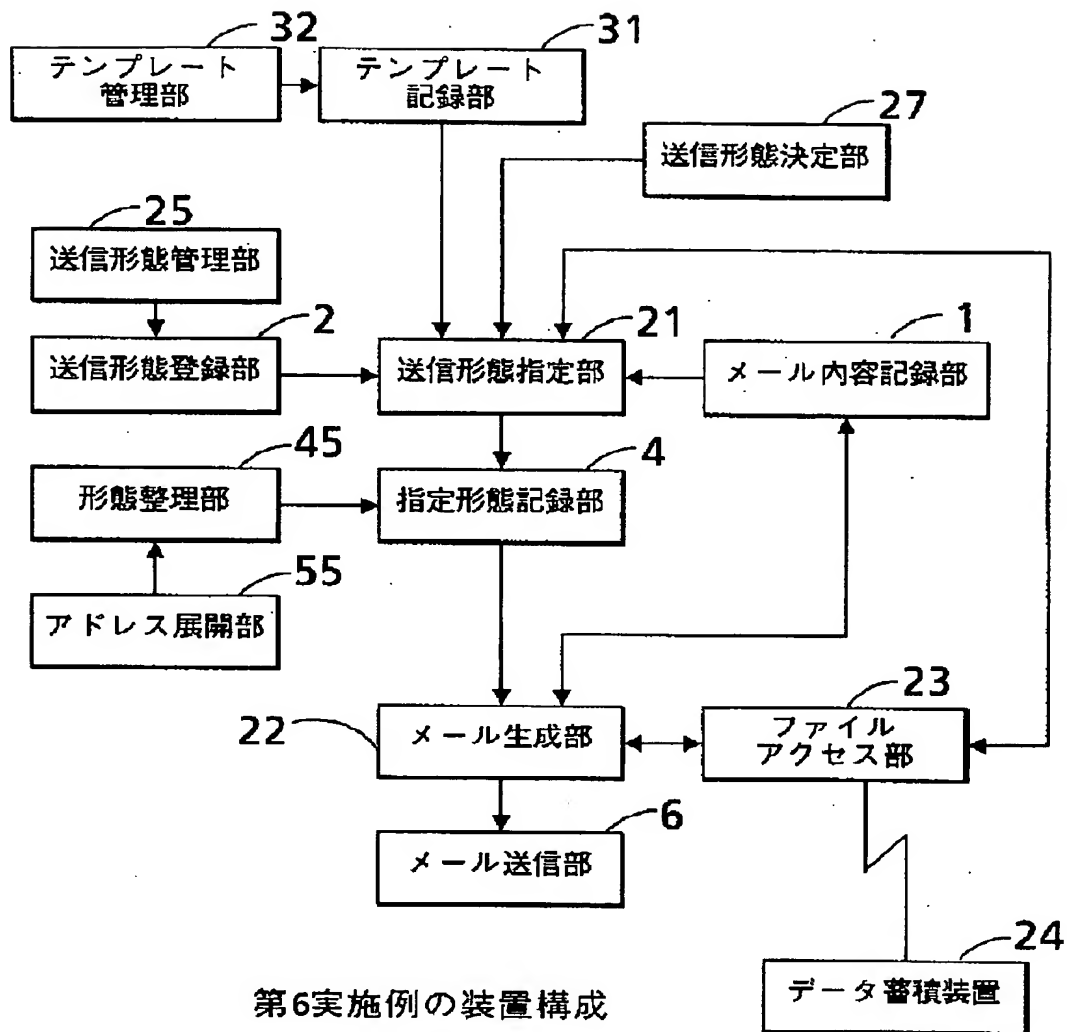 32
テンプレート
管理部
31
テンプレート
記録部
27
送信形態決定部
25
送信形態管理部
2
送信形態登録部
21
送信形態指定部
1
メール内容記録部
45
形態整理部
4
指定形態記録部
55
アドレス展開部
22
メール生成部
23
ファイル
アクセス部
6
メール送信部
24
データ蓄積装置
第6実施例の装置構成